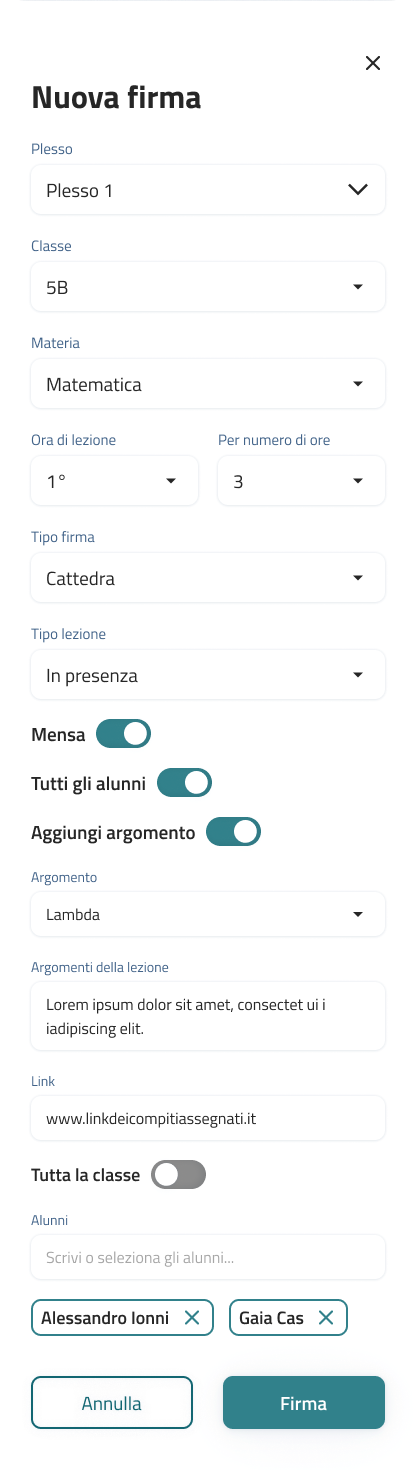 Nuova firma
Plesso
Plesso 1
Classe
5B
Materia
Matematica
Ora di lezione
Per numero di ore
1°
3
Tipo firma
Cattedra
Tipo lezione
In presenza
Mensa
Tutti gli alunni
Aggiungi argomento
Argomento
Lambda
Argomenti della lezione
Lorem ipsum dolor sit amet, consectet ui i
iadipiscing elit.
Link
www.linkdeicompitiassegnati.it
Tutta la classe
Alunni
Scrivi o seleziona gli alunni...
Alessandro Ionni
Gaia Cas
Annulla
Firma